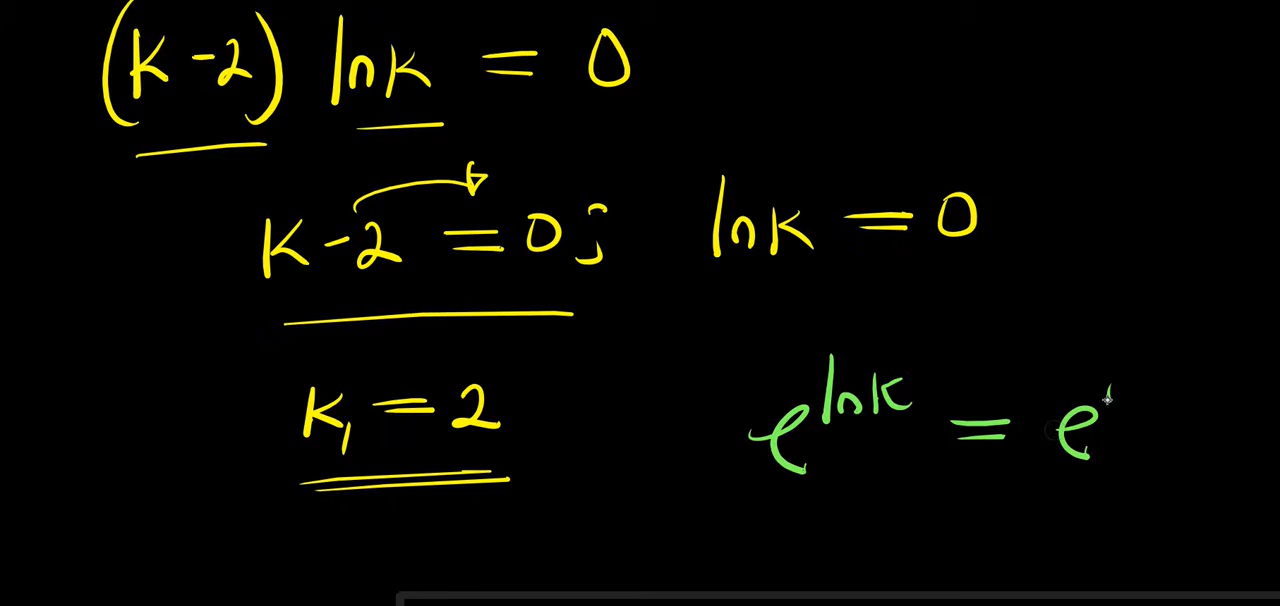 (k-2) lnk = 0
k-2 = 0; lnk = 0
k₁ = 2 e^lnk = e